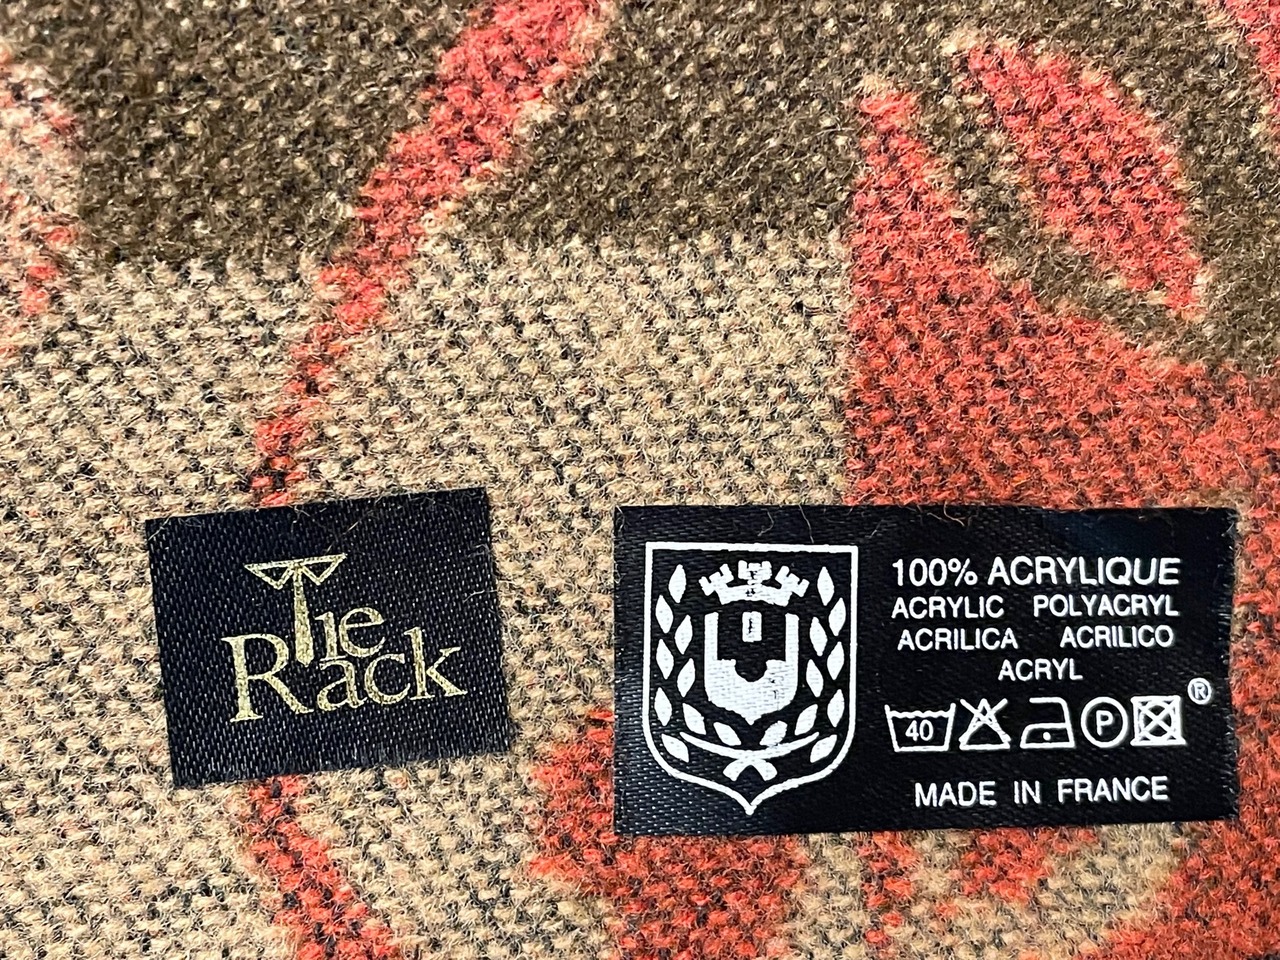 Tie
Rack
100% ACRYLIQUE
ACRYLIC POLYACRYL
ACRILICA ACRILICO
ACRYL
40 P ®
MADE IN FRANCE